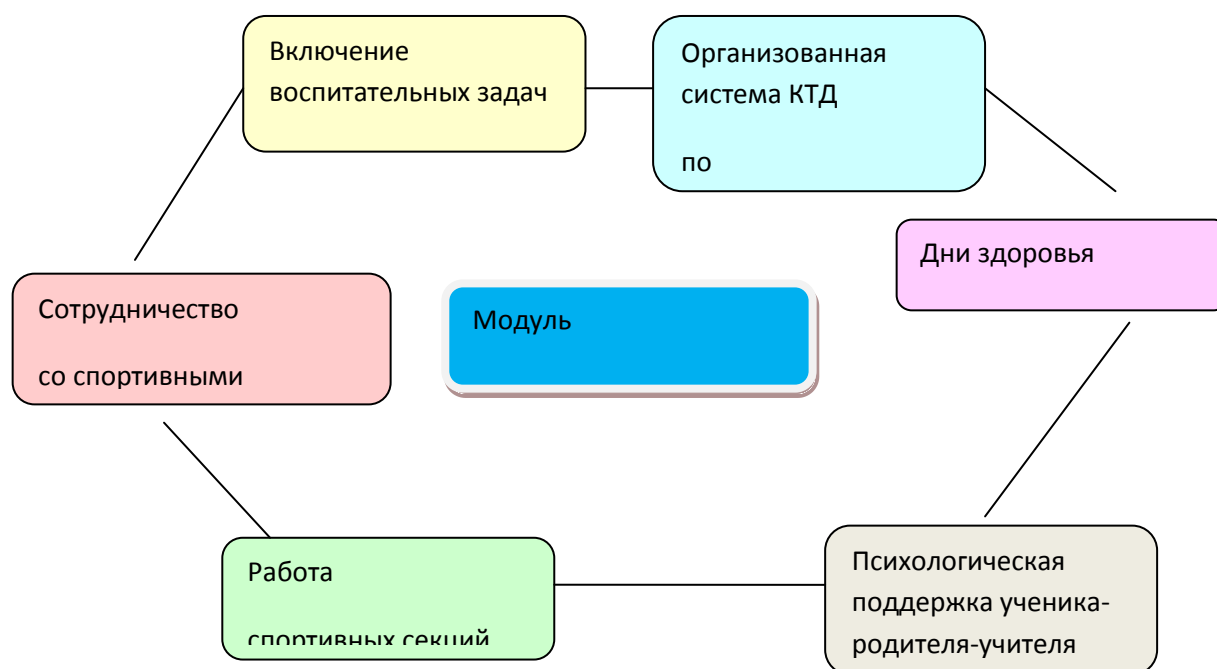 Включение
воспитательных задач
Организованная
система КТД
по
Дни здоровья
Сотрудничество
со спортивными
Модуль
Работа
спортивных секций
Психологическая
поддержка ученика-
родителя-учителя